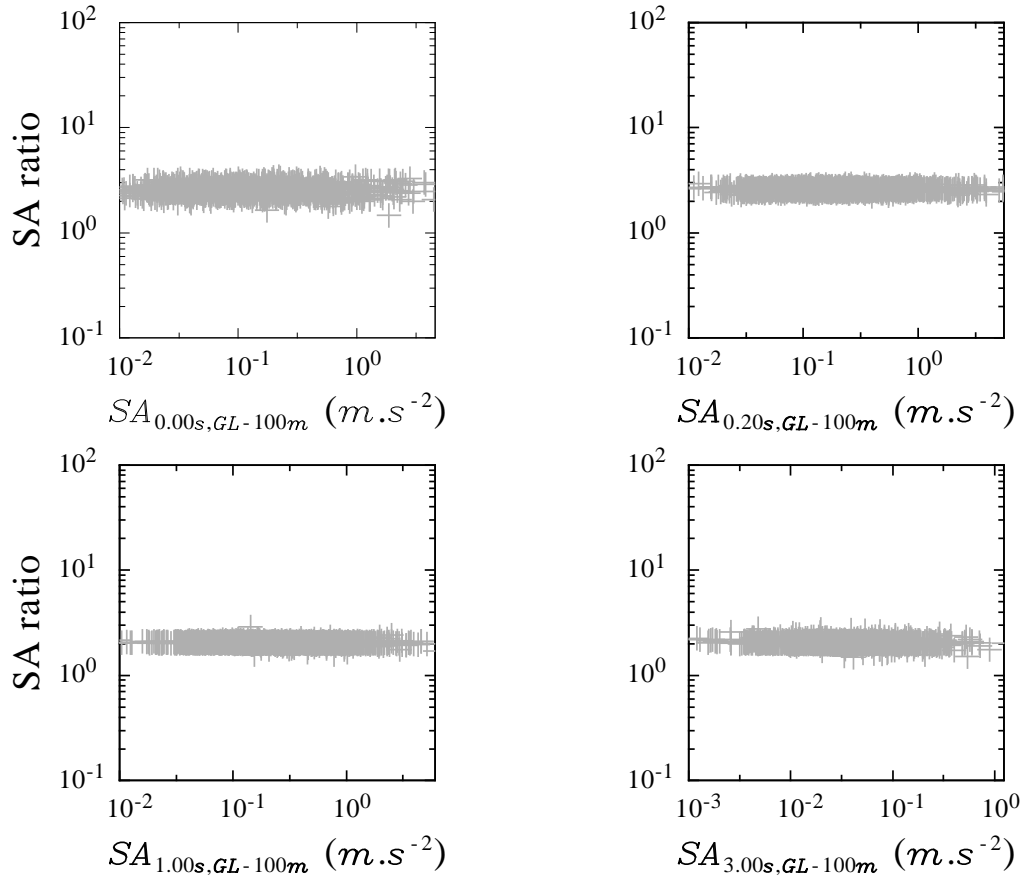 10^2 10^2
10^1 10^1
SA ratio
10^0 10^0
10^-1 10^-1
10^-2 10^-1 10^0 10^-2 10^-1 10^0
SA_0.00s,GL-100m (m.s^-2) SA_0.20s,GL-100m (m.s^-2)
10^2 10^2
10^1 10^1
SA ratio
10^0 10^0
10^-1 10^-1
10^-2 10^-1 10^0 10^-3 10^-2 10^-1 10^0
SA_1.00s,GL-100m (m.s^-2) SA_3.00s,GL-100m (m.s^-2)